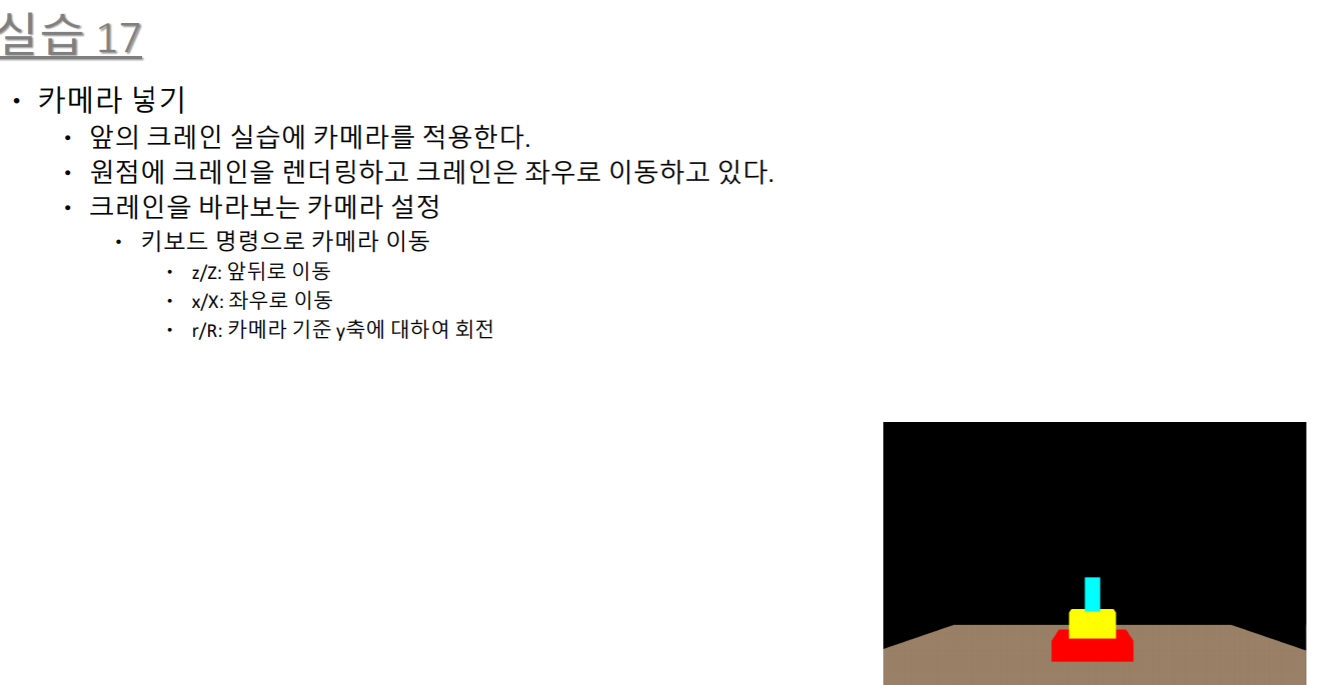 실습 17
• 카메라 넣기
• 앞의 크레인 실습에 카메라를 적용한다.
• 원점에 크레인을 렌더링하고 크레인은 좌우로 이동하고 있다.
• 크레인을 바라보는 카메라 설정
• 키보드 명령으로 카메라 이동
• z/Z: 앞뒤로 이동
• x/X: 좌우로 이동
• r/R: 카메라 기준 y축에 대하여 회전